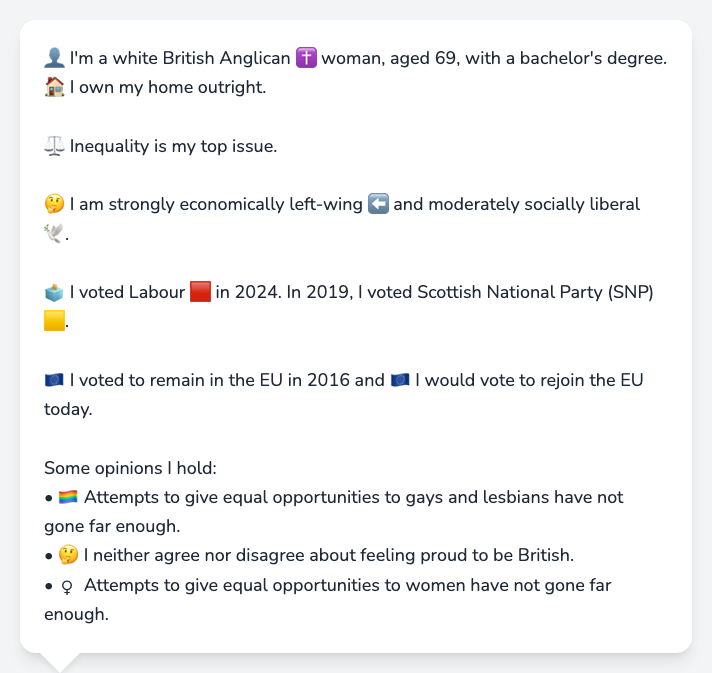 👤 I'm a white British Anglican ✝️ woman, aged 69, with a bachelor's degree.
🏠 I own my home outright.
⚖️ Inequality is my top issue.
🤔 I am strongly economically left-wing ⬅️ and moderately socially liberal
🕊️.
🗳️ I voted Labour 🟥 in 2024. In 2019, I voted Scottish National Party (SNP)
🟨.
🇪🇺 I voted to remain in the EU in 2016 and 🇪🇺 I would vote to rejoin the EU
today.
Some opinions I hold:
• 🏳️‍🌈 Attempts to give equal opportunities to gays and lesbians have not
gone far enough.
• 🤔 I neither agree nor disagree about feeling proud to be British.
• ♀ Attempts to give equal opportunities to women have not gone far
enough.